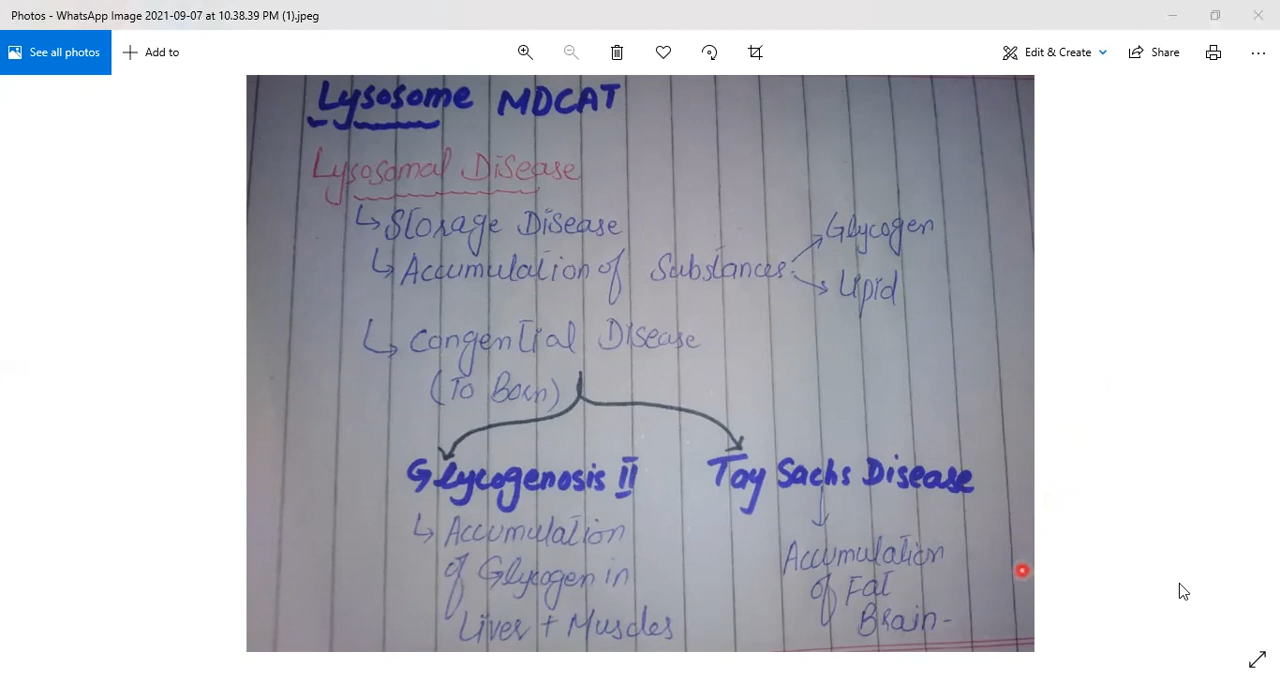 Photos - WhatsApp Image 2021-09-07 at 10.38.39 PM (1).jpeg
See all photos
Add to
Edit & Create
Share
Lysosome MDCAT
Lysosomal Disease
↳ Storage Disease
↳ Accumulation of Substances
Glycogen
Lipid
↳ Congential Disease
(To Born)
Glycogenosis II
↳ Accumulation
of Glycogen in
Liver + Muscles
Tay Sachs Disease
Accumulation
of Fat
Brain-